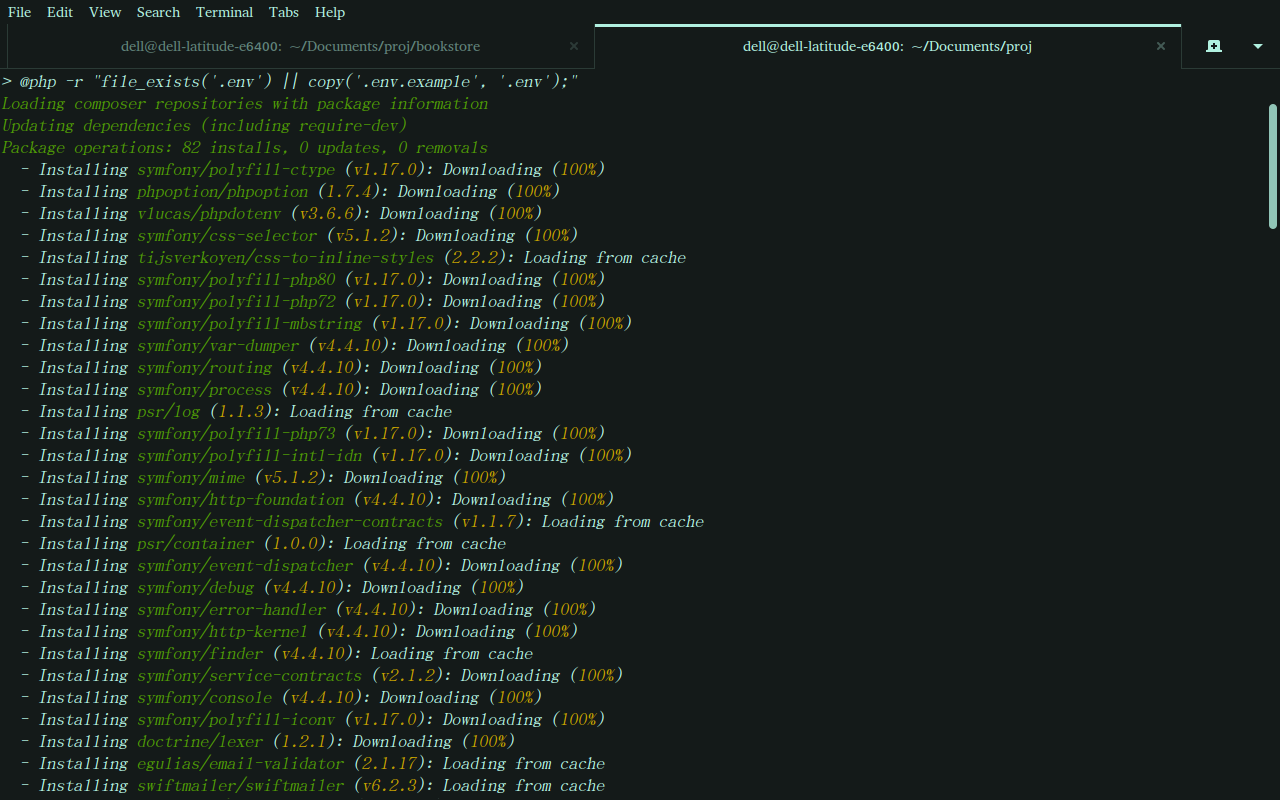 File Edit View Search Terminal Tabs Help
dell@dell-latitude-e6400: ~/Documents/proj/bookstore × dell@dell-latitude-e6400: ~/Documents/proj ×
> @php -r "file_exists('.env') || copy('.env.example', '.env');"
Loading composer repositories with package information
Updating dependencies (including require-dev)
Package operations: 82 installs, 0 updates, 0 removals
- Installing symfony/polyfill-ctype (v1.17.0): Downloading (100%)
- Installing phpoption/phpoption (1.7.4): Downloading (100%)
- Installing vlucas/phpdotenv (v3.6.6): Downloading (100%)
- Installing symfony/css-selector (v5.1.2): Downloading (100%)
- Installing tijsverkoyen/css-to-inline-styles (2.2.2): Loading from cache
- Installing symfony/polyfill-php80 (v1.17.0): Downloading (100%)
- Installing symfony/polyfill-php72 (v1.17.0): Downloading (100%)
- Installing symfony/polyfill-mbstring (v1.17.0): Downloading (100%)
- Installing symfony/var-dumper (v4.4.10): Downloading (100%)
- Installing symfony/routing (v4.4.10): Downloading (100%)
- Installing symfony/process (v4.4.10): Downloading (100%)
- Installing psr/log (1.1.3): Loading from cache
- Installing symfony/polyfill-php73 (v1.17.0): Downloading (100%)
- Installing symfony/polyfill-intl-idn (v1.17.0): Downloading (100%)
- Installing symfony/mime (v5.1.2): Downloading (100%)
- Installing symfony/http-foundation (v4.4.10): Downloading (100%)
- Installing symfony/event-dispatcher-contracts (v1.1.7): Loading from cache
- Installing psr/container (1.0.0): Loading from cache
- Installing symfony/event-dispatcher (v4.4.10): Downloading (100%)
- Installing symfony/debug (v4.4.10): Downloading (100%)
- Installing symfony/error-handler (v4.4.10): Downloading (100%)
- Installing symfony/http-kernel (v4.4.10): Downloading (100%)
- Installing symfony/finder (v4.4.10): Loading from cache
- Installing symfony/service-contracts (v2.1.2): Downloading (100%)
- Installing symfony/console (v4.4.10): Downloading (100%)
- Installing symfony/polyfill-iconv (v1.17.0): Downloading (100%)
- Installing doctrine/lexer (1.2.1): Downloading (100%)
- Installing egulias/email-validator (2.1.17): Loading from cache
- Installing swiftmailer/swiftmailer (v6.2.3): Loading from cache